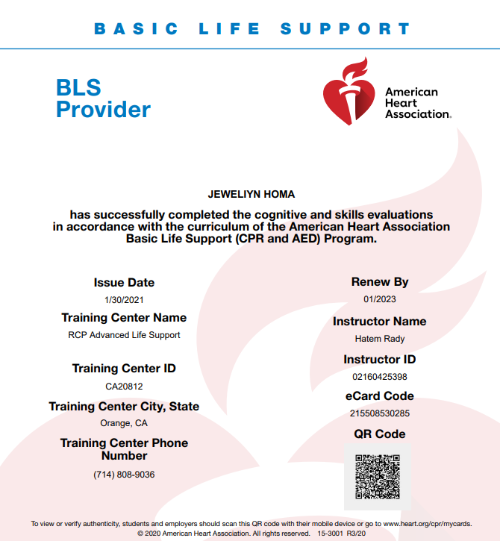 BASIC LIFE SUPPORT
BLS
Provider
American
Heart
Association.
JEWELIYN HOMA
has successfully completed the cognitive and skills evaluations
in accordance with the curriculum of the American Heart Association
Basic Life Support (CPR and AED) Program.
Issue Date
1/30/2021
Training Center Name
RCP Advanced Life Support
Training Center ID
CA20812
Training Center City, State
Orange, CA
Training Center Phone
Number
(714) 808-9036
Renew By
01/2023
Instructor Name
Hatem Rady
Instructor ID
02160425398
eCard Code
215508530285
QR Code
To view or verify authenticity, students and employers should scan this QR code with their mobile device or go to www.heart.org/cpr/mycards.
© 2020 American Heart Association. All rights reserved. 15-3001 R3/20